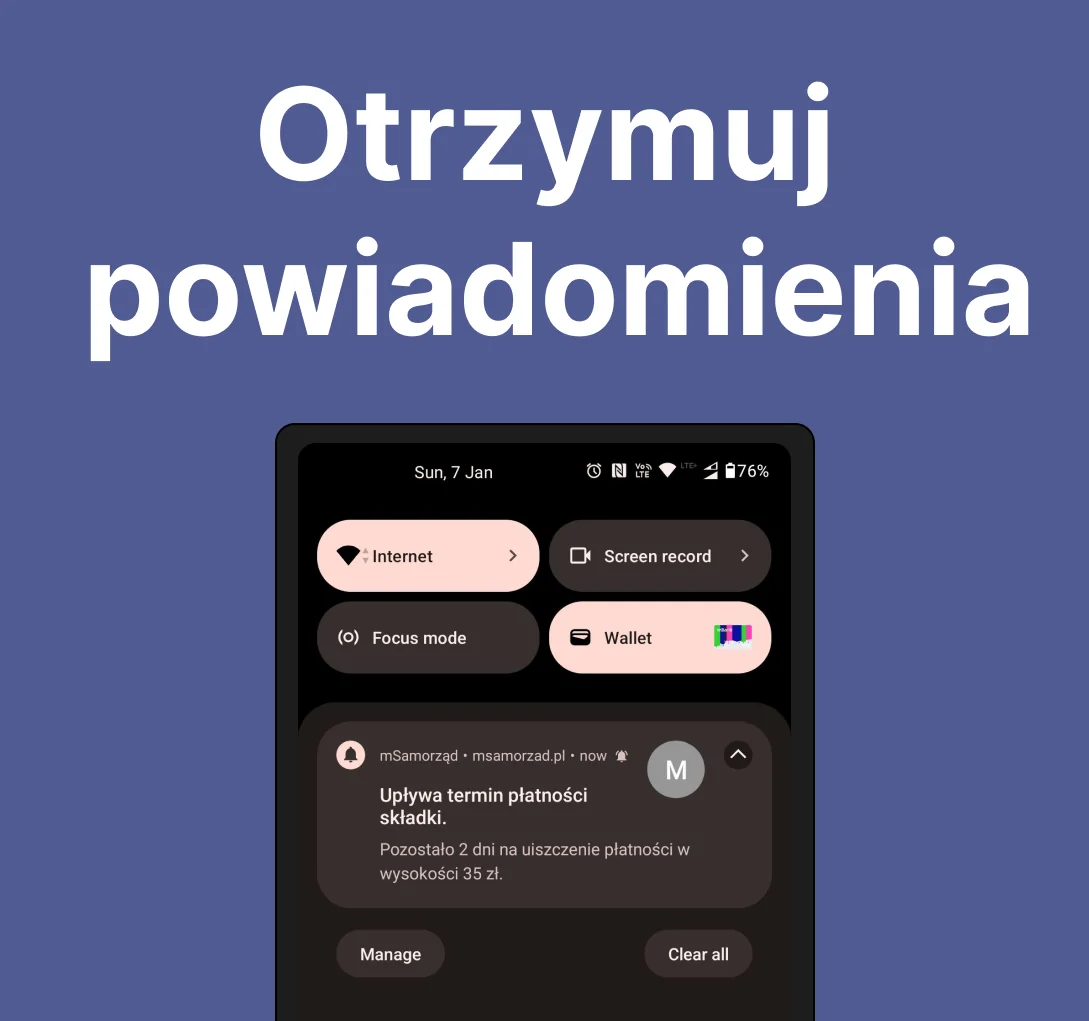 Otrzymuj
powiadomienia
Sun, 7 Jan
Vo LTE LTE+ 76%
Internet
Screen record
Focus mode
Wallet
mSamorząd • msamorzad.pl • now
M
Upływa termin płatności
składki.
Pozostało 2 dni na uiszczenie płatności w
wysokości 35 zł.
Manage
Clear all